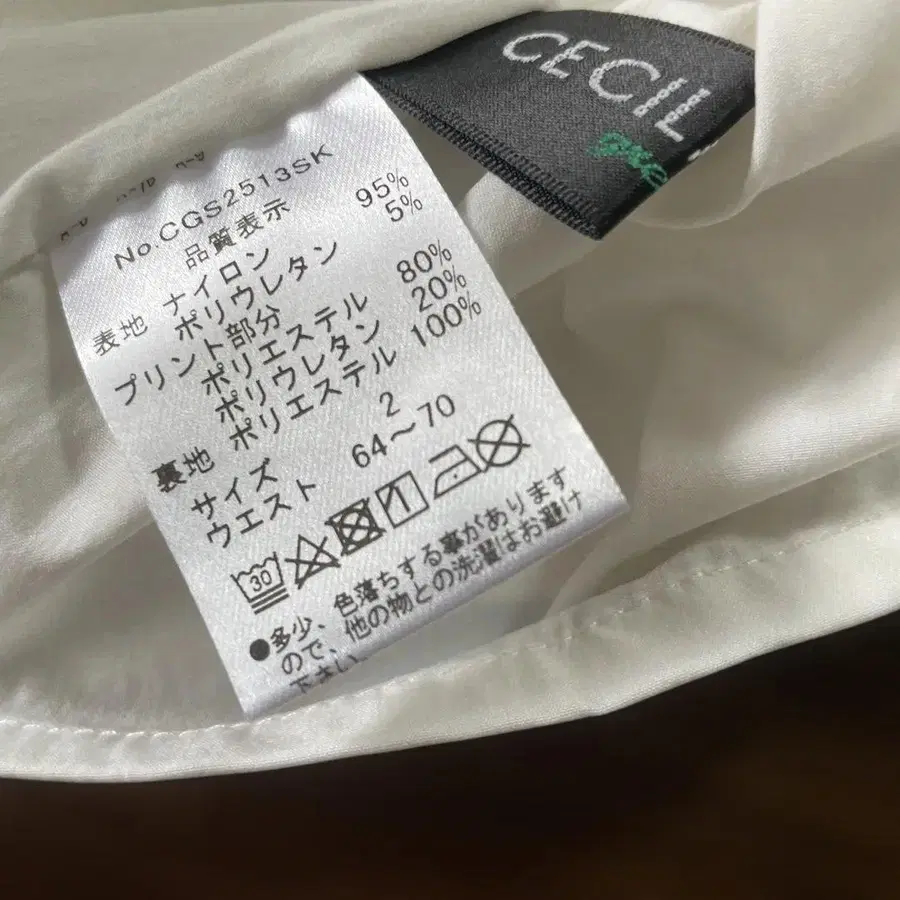 CECIL
No.CGS2513SK
品質表示
表地 ナイロン 95%
ポリウレタン 5%
プリント部分
ポリエステル 80%
ポリウレタン 20%
裏地 ポリエステル 100%
サイズ 2
ウエスト 64〜70
30
●多少、色落ちする事があります
ので、他の物との洗濯はお避け
下さい。